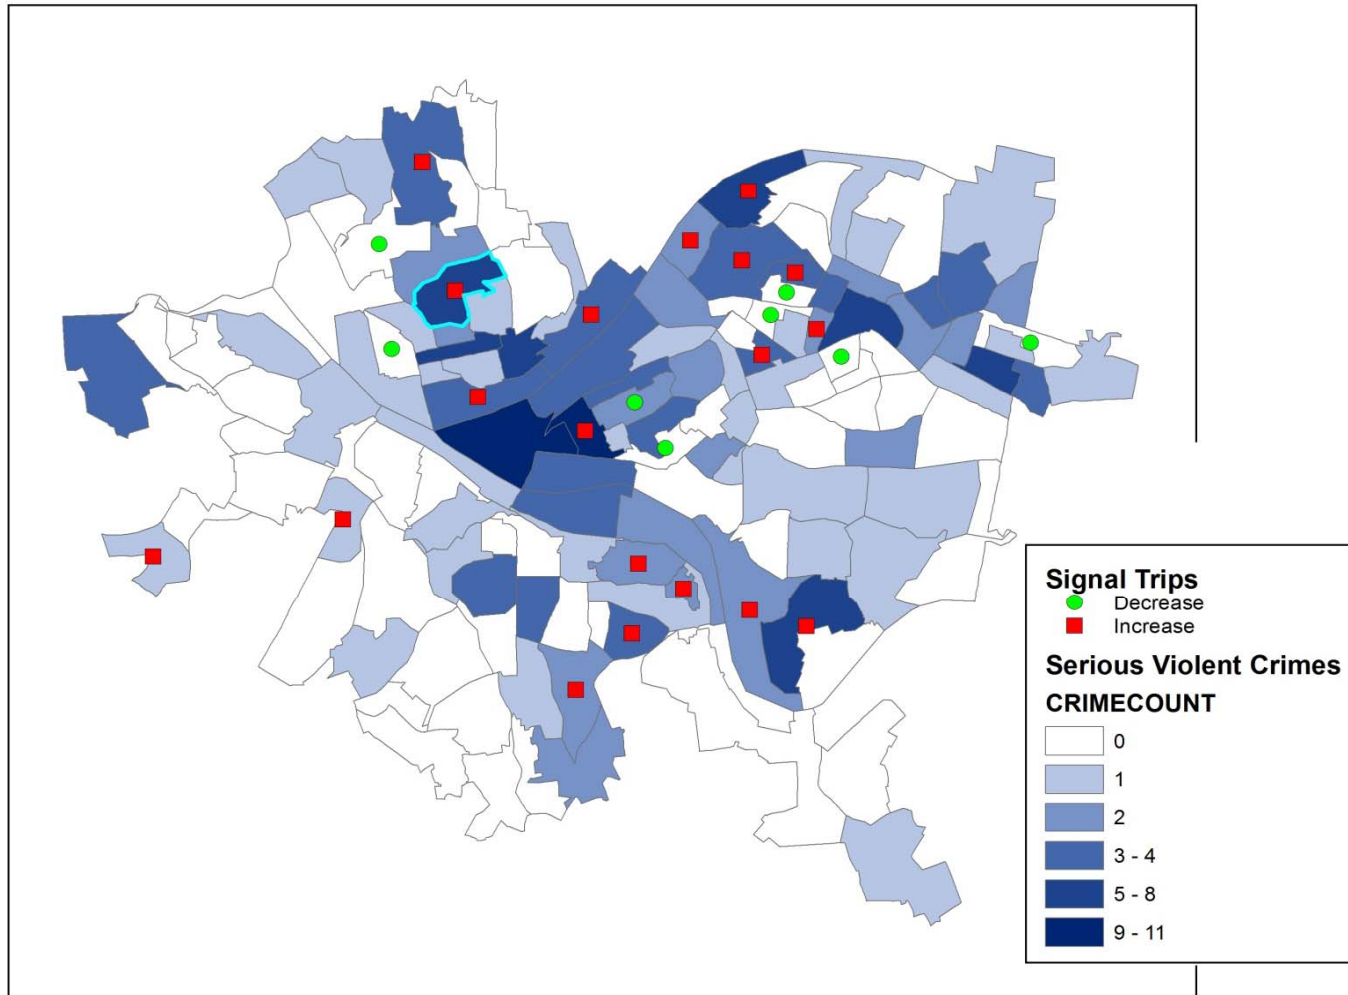 Signal Trips
Decrease
Increase
Serious Violent Crimes
CRIMECOUNT
0
1
2
3 - 4
5 - 8
9 - 11